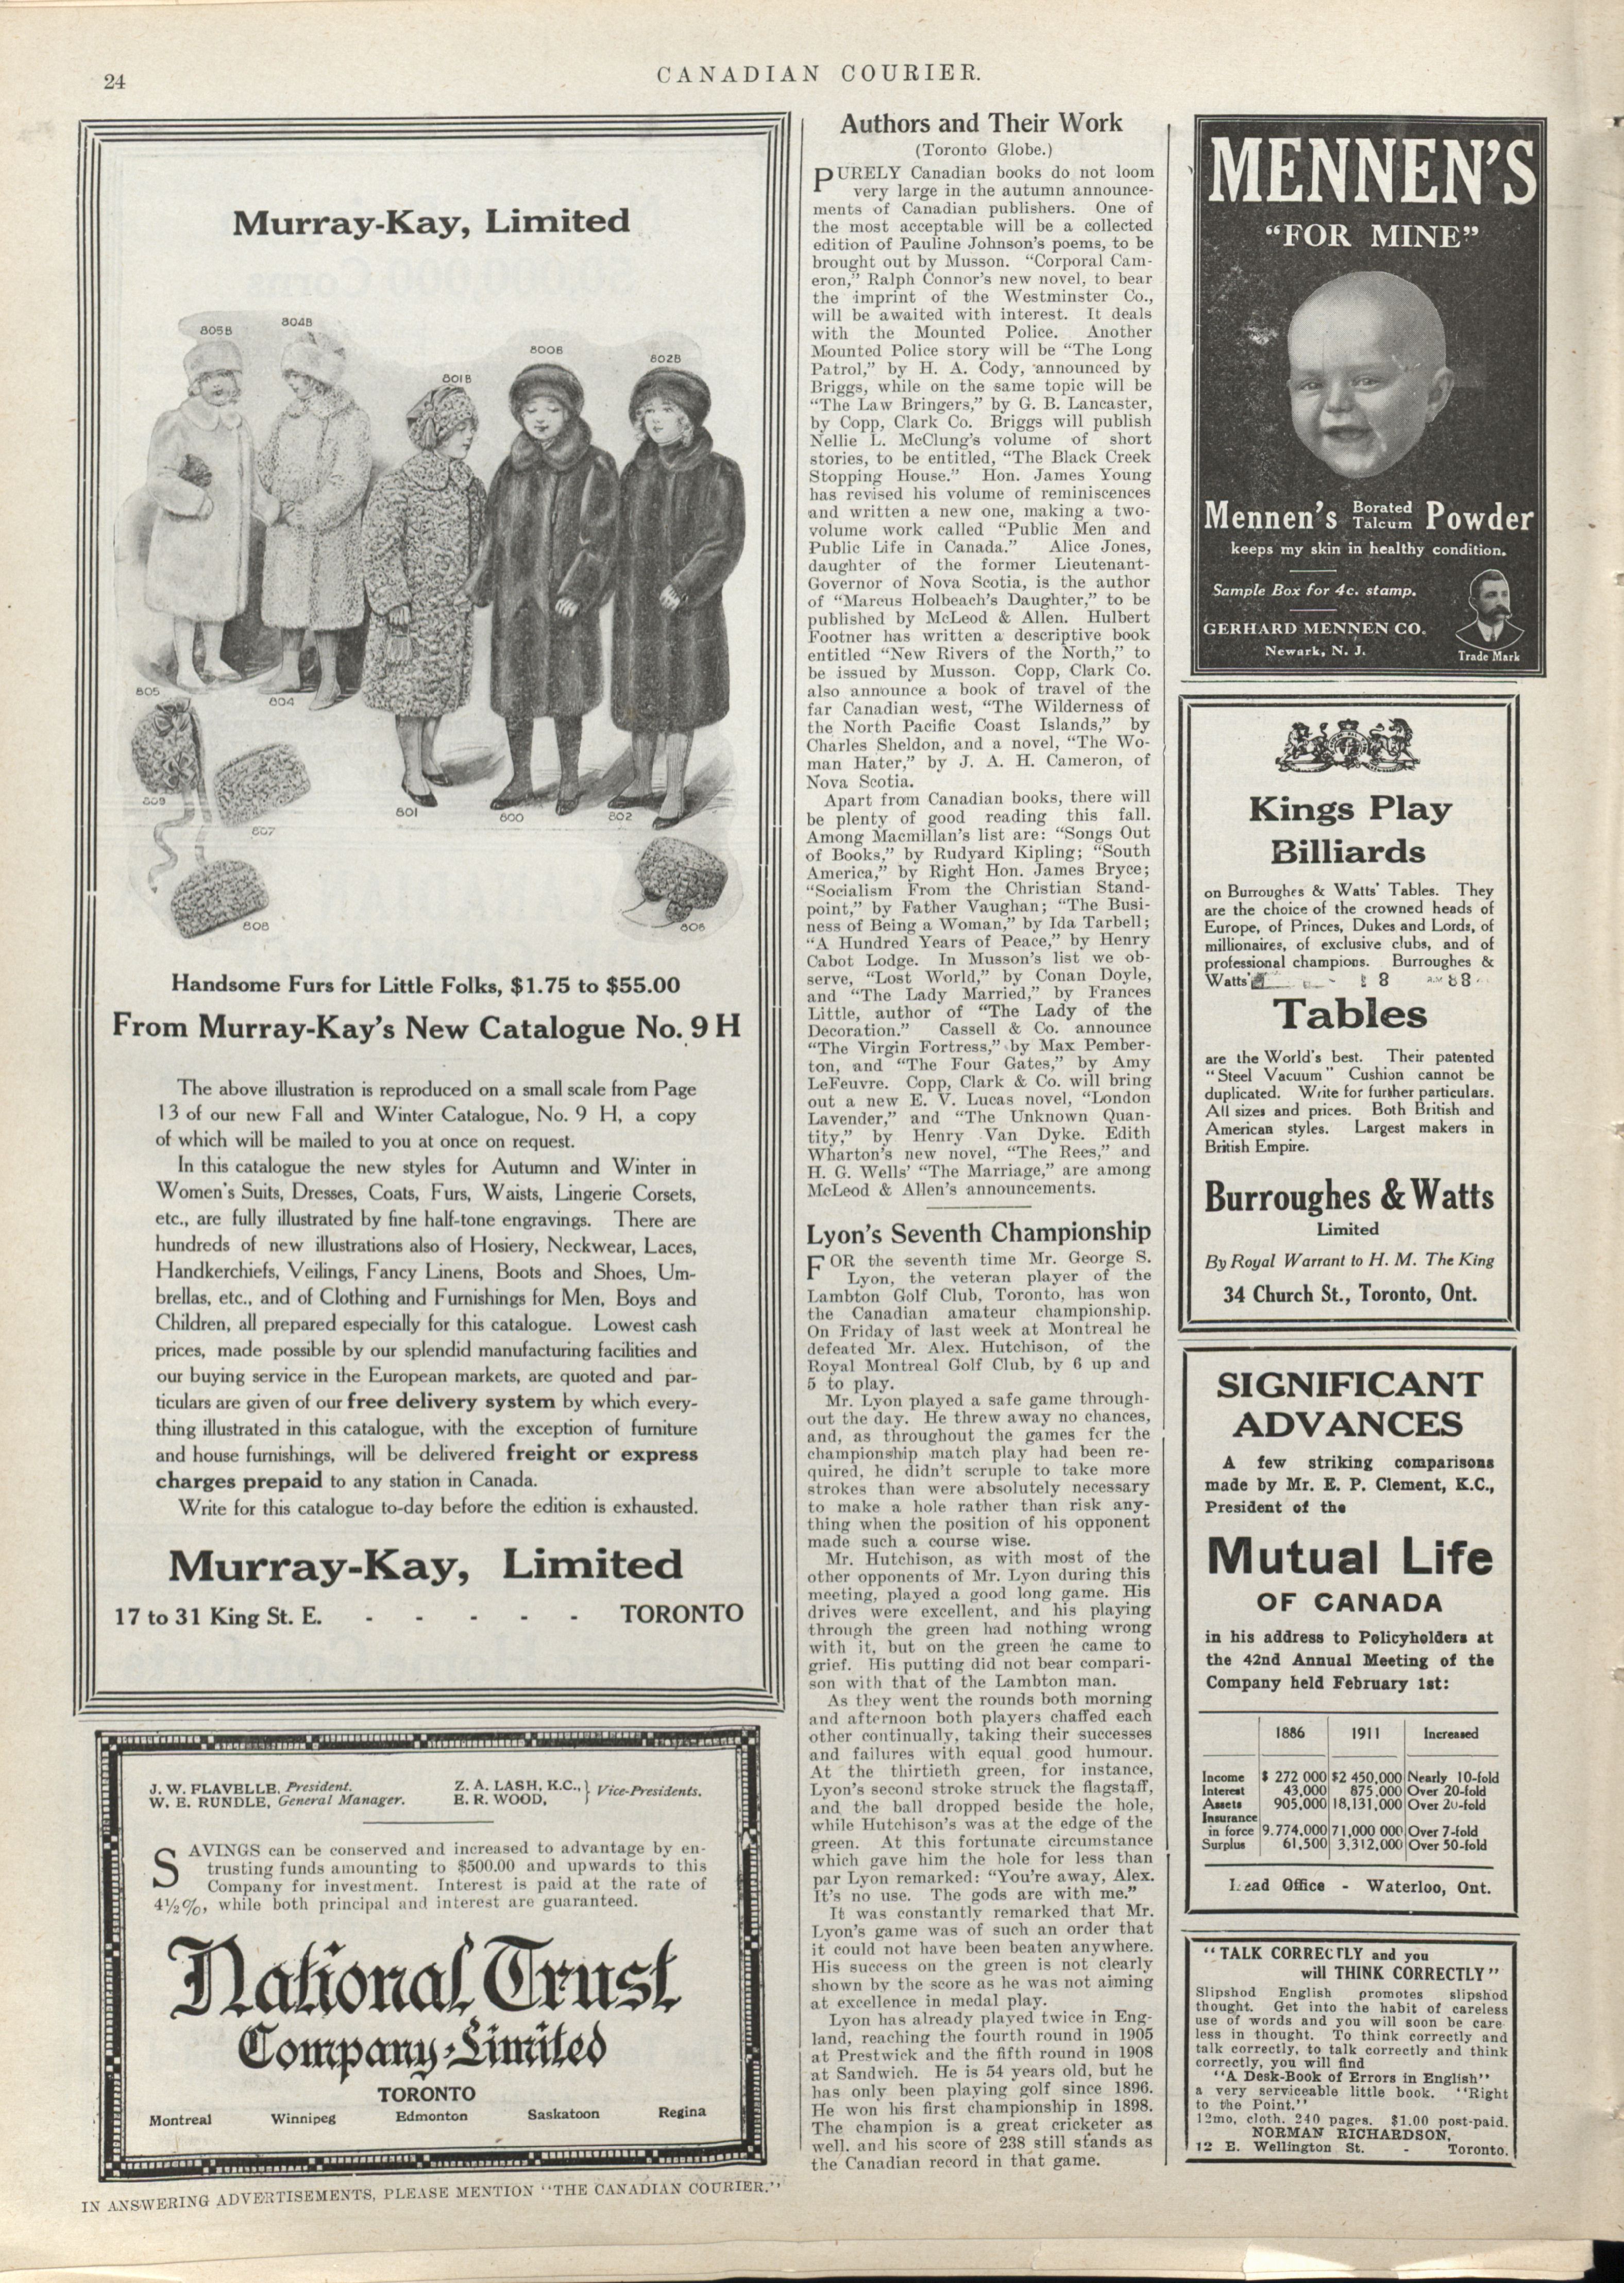 24
CANADIAN COURIER.
Murray-Kay, Limited
805B
804B
801B
800B
802B
805
804
801
800
802
809
807
808
806
Handsome Furs for Little Folks, $1.75 to $55.00
From Murray-Kay's New Catalogue No. 9 H
The above illustration is reproduced on a small scale from Page
13 of our new Fall and Winter Catalogue, No. 9 H, a copy
of which will be mailed to you at once on request.
In this catalogue the new styles for Autumn and Winter in
Women's Suits, Dresses, Coats, Furs, Waists, Lingerie Corsets,
etc., are fully illustrated by fine half-tone engravings. There are
hundreds of new illustrations also of Hosiery, Neckwear, Laces,
Handkerchiefs, Veilings, Fancy Linens, Boots and Shoes, Um-
brellas, etc., and of Clothing and Furnishings for Men, Boys and
Children, all prepared especially for this catalogue. Lowest cash
prices, made possible by our splendid manufacturing facilities and
our buying service in the European markets, are quoted and par-
ticulars are given of our free delivery system by which every-
thing illustrated in this catalogue, with the exception of furniture
and house furnishings, will be delivered freight or express
charges prepaid to any station in Canada.
Write for this catalogue to-day before the edition is exhausted.
Murray-Kay, Limited
17 to 31 King St. E. - - - - - TORONTO
J. W. FLAVELLE, President.
W. E. RUNDLE, General Manager.
Z. A. LASH, K.C.,
E. R. WOOD,
} Vice-Presidents.
SAVINGS can be conserved and increased to advantage by en-
trusting funds amounting to $500.00 and upwards to this
Company for investment. Interest is paid at the rate of
4½%, while both principal and interest are guaranteed.
National Trust
Company-Limited
TORONTO
Montreal Winnipeg Edmonton Saskatoon Regina
IN ANSWERING ADVERTISEMENTS, PLEASE MENTION "THE CANADIAN COURIER."
Authors and Their Work
(Toronto Globe.)
PURELY Canadian books do not loom
very large in the autumn announce-
ments of Canadian publishers. One of
the most acceptable will be a collected
edition of Pauline Johnson's poems, to be
brought out by Musson. "Corporal Cam-
eron," Ralph Connor's new novel, to bear
the imprint of the Westminster Co.,
will be awaited with interest. It deals
with the Mounted Police. Another
Mounted Police story will be "The Long
Patrol," by H. A. Cody, announced by
Briggs, while on the same topic will be
"The Law Bringers," by G. B. Lancaster,
by Copp, Clark Co. Briggs will publish
Nellie L. McClung's volume of short
stories, to be entitled, "The Black Creek
Stopping House." Hon. James Young
has revised his volume of reminiscences
and written a new one, making a two-
volume work called "Public Men and
Public Life in Canada." Alice Jones,
daughter of the former Lieutenant-
Governor of Nova Scotia, is the author
of "Marcus Holbeach's Daughter," to be
published by McLeod & Allen. Hulbert
Footner has written a descriptive book
entitled "New Rivers of the North," to
be issued by Musson. Copp, Clark Co.
also announce a book of travel of the
far Canadian west, "The Wilderness of
the North Pacific Coast Islands," by
Charles Sheldon, and a novel, "The Wo-
man Hater," by J. A. H. Cameron, of
Nova Scotia.
Apart from Canadian books, there will
be plenty of good reading this fall.
Among Macmillan's list are: "Songs Out
of Books," by Rudyard Kipling; "South
America," by Right Hon. James Bryce;
"Socialism From the Christian Stand-
point," by Father Vaughan; "The Busi-
ness of Being a Woman," by Ida Tarbell;
"A Hundred Years of Peace," by Henry
Cabot Lodge. In Musson's list we ob-
serve, "Lost World," by Conan Doyle,
and "The Lady Married," by Frances
Little, author of "The Lady of the
Decoration." Cassell & Co. announce
"The Virgin Fortress," by Max Pember-
ton, and "The Four Gates," by Amy
LeFeuvre. Copp, Clark & Co. will bring
out a new E. V. Lucas novel, "London
Lavender," and "The Unknown Quan-
tity," by Henry Van Dyke. Edith
Wharton's new novel, "The Rees," and
H. G. Wells' "The Marriage," are among
McLeod & Allen's announcements.
Lyon's Seventh Championship
FOR the seventh time Mr. George S.
Lyon, the veteran player of the
Lambton Golf Club, Toronto, has won
the Canadian amateur championship.
On Friday of last week at Montreal he
defeated Mr. Alex. Hutchison, of the
Royal Montreal Golf Club, by 6 up and
5 to play.
Mr. Lyon played a safe game through-
out the day. He threw away no chances,
and, as throughout the games for the
championship match play had been re-
quired, he didn't scruple to take more
strokes than were absolutely necessary
to make a hole rather than risk any-
thing when the position of his opponent
made such a course wise.
Mr. Hutchison, as with most of the
other opponents of Mr. Lyon during this
meeting, played a good long game. His
drives were excellent, and his playing
through the green had nothing wrong
with it, but on the green he came to
grief. His putting did not bear compari-
son with that of the Lambton man.
As they went the rounds both morning
and afternoon both players chaffed each
other continually, taking their successes
and failures with equal good humour.
At the thirtieth green, for instance,
Lyon's second stroke struck the flagstaff,
and the ball dropped beside the hole,
while Hutchison's was at the edge of the
green. At this fortunate circumstance
which gave him the hole for less than
par Lyon remarked: "You're away, Alex.
It's no use. The gods are with me."
It was constantly remarked that Mr.
Lyon's game was of such an order that
it could not have been beaten anywhere.
His success on the green is not clearly
shown by the score as he was not aiming
at excellence in medal play.
Lyon has already played twice in Eng-
land, reaching the fourth round in 1905
at Prestwick and the fifth round in 1908
at Sandwich. He is 54 years old, but he
has only been playing golf since 1896.
He won his first championship in 1898.
The champion is a great cricketer as
well, and his score of 238 still stands as
the Canadian record in that game.
MENNEN'S
"FOR MINE"
Mennen's Borated Talcum Powder
keeps my skin in healthy condition.
Sample Box for 4c. stamp.
GERHARD MENNEN CO.
Newark, N. J.
Trade Mark
Kings Play
Billiards
on Burroughes & Watts' Tables. They
are the choice of the crowned heads of
Europe, of Princes, Dukes and Lords, of
millionaires, of exclusive clubs, and of
professional champions. Burroughes &
Watts'
Tables
are the World's best. Their patented
"Steel Vacuum" Cushion cannot be
duplicated. Write for further particulars.
All sizes and prices. Both British and
American styles. Largest makers in
British Empire.
Burroughes & Watts
Limited
By Royal Warrant to H. M. The King
34 Church St., Toronto, Ont.
SIGNIFICANT
ADVANCES
A few striking comparisons
made by Mr. E. P. Clement, K.C.,
President of the
Mutual Life
OF CANADA
in his address to Policyholders at
the 42nd Annual Meeting of the
Company held February 1st:
1886 1911 Increased
Income $ 272 000 $2 450,000 Nearly 10-fold
Interest 43,000 875,000 Over 20-fold
Assets 905,000 18,131,000 Over 20-fold
Insurance
in force 9.774,000 71,000 000 Over 7-fold
Surplus 61,500 3,312,000 Over 50-fold
Head Office - Waterloo, Ont.
"TALK CORRECTLY and you
will THINK CORRECTLY"
Slipshod English promotes slipshod
thought. Get into the habit of careless
use of words and you will soon be care
less in thought. To think correctly and
talk correctly, to talk correctly and think
correctly, you will find
"A Desk-Book of Errors in English"
a very serviceable little book. "Right
to the Point."
12mo, cloth. 240 pages. $1.00 post-paid.
NORMAN RICHARDSON,
12 E. Wellington St. - Toronto.